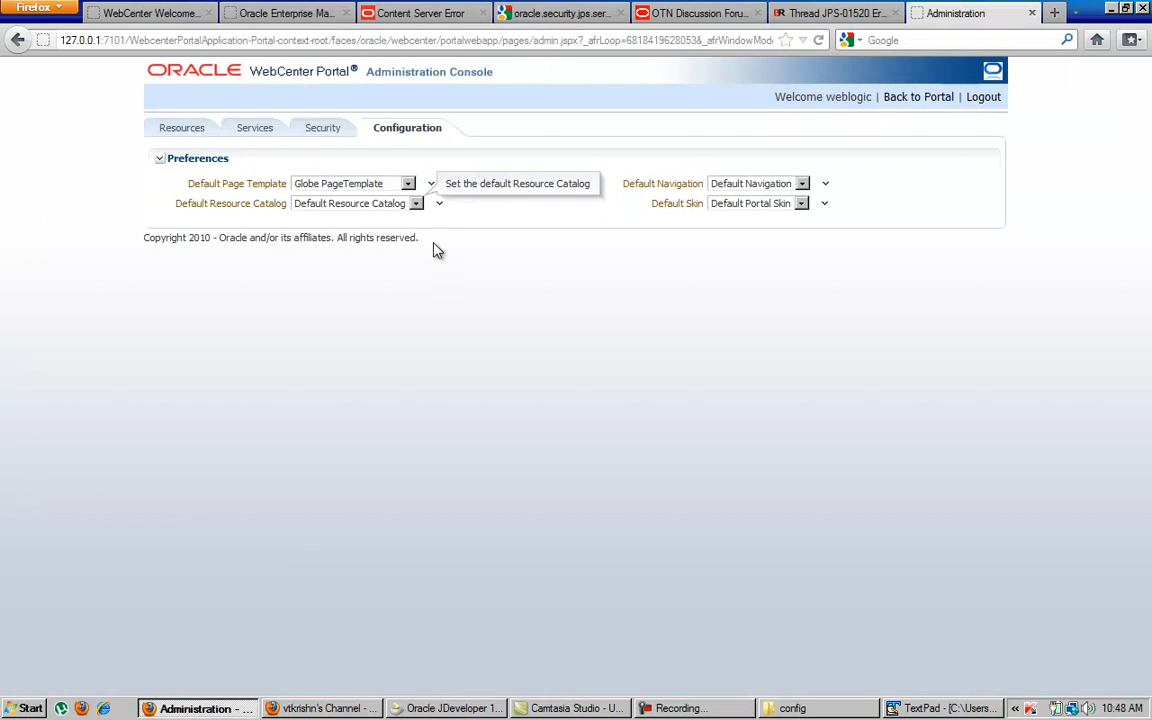 Firefox
WebCenter Welcome...
Oracle Enterprise Ma...
Content Server Error
oracle.security.jps.ser...
OTN Discussion Foru...
BR Thread JPS-01520 Er...
Administration
127.0.0.1:7101/WebcenterPortalApplication-Portal-context-root/faces/oracle/webcenter/portalwebapp/pages/admin.jspx?_afrLoop=6818419628053&_afrWindowMod
Google
ORACLE WebCenter Portal® Administration Console
Welcome weblogic | Back to Portal | Logout
Resources
Services
Security
Configuration
Preferences
Default Page Template Globe PageTemplate
Set the default Resource Catalog
Default Navigation Default Navigation
Default Resource Catalog Default Resource Catalog
Default Skin Default Portal Skin
Copyright 2010 - Oracle and/or its affiliates. All rights reserved.
Start
Administration - ...
vtkrishn's Channel - ...
Oracle JDeveloper 1...
Camtasia Studio - U...
Recording...
config
TextPad - [C:\Users...
10:48 AM